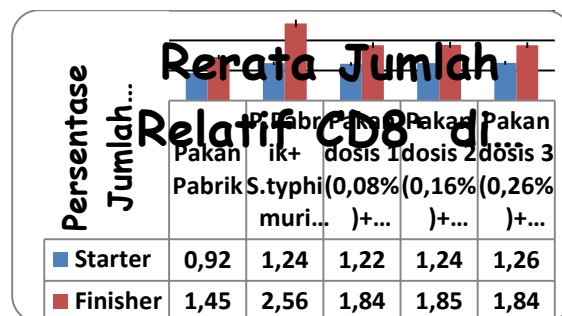 Rerata Jumlah
Relatif CD8+ di...
Persentase
Jumlah...
Pakan
Pabrik
P.Pabr
ik+
S.typhi
muri...
Pakan
dosis 1
(0,08%
)+...
Pakan
dosis 2
(0,16%
)+...
Pakan
dosis 3
(0,26%
)+...
Starter 0,92 1,24 1,22 1,24 1,26
Finisher 1,45 2,56 1,84 1,85 1,84